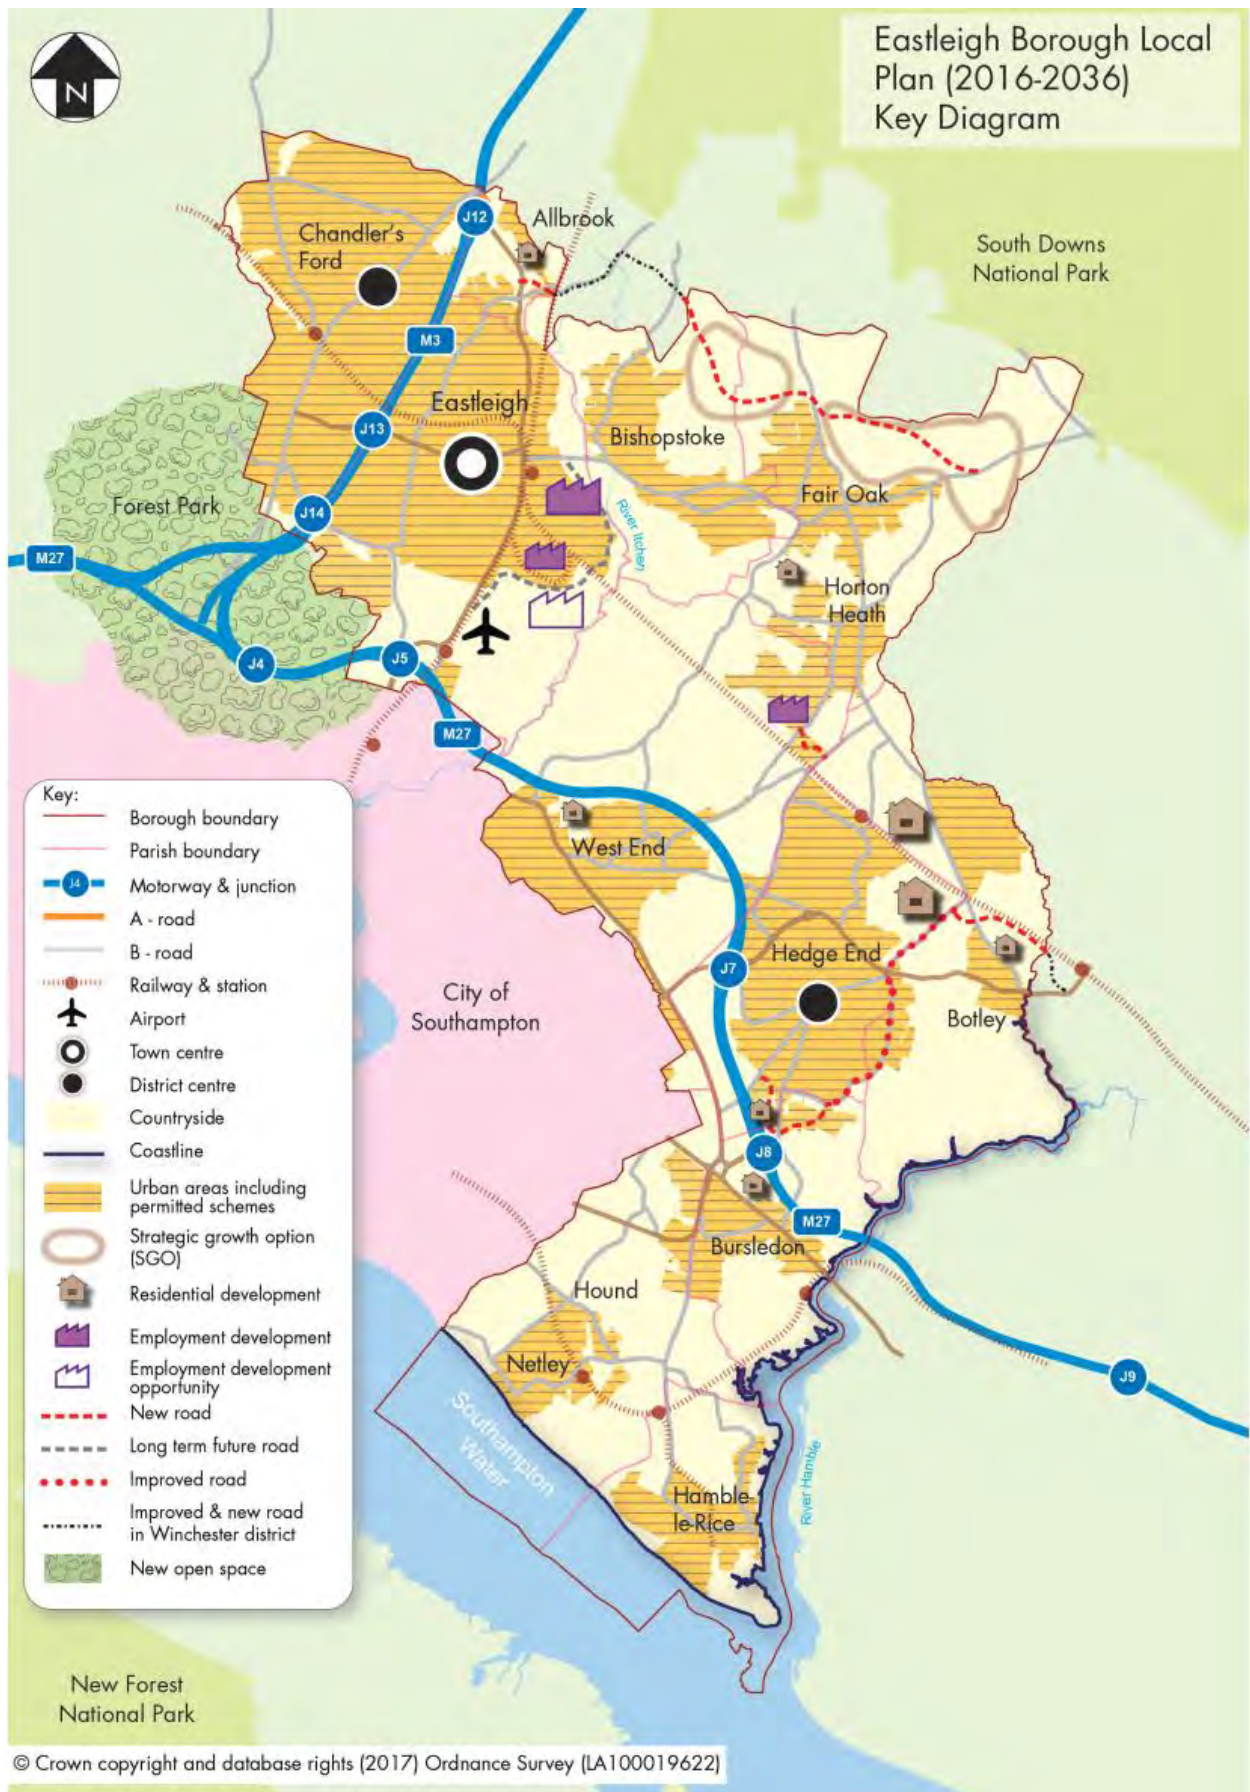 Eastleigh Borough Local
Plan (2016-2036)
Key Diagram
N
Allbrook
J12
Chandler's
Ford
South Downs
National Park
M3
Eastleigh
J13
Bishopstoke
Fair Oak
Forest Park
J14
River Itchen
M27
Horton
Heath
J4
J5
M27
West End
Hedge End
J7
City of
Southampton
Botley
J8
M27
Bursledon
Hound
Netley
J9
Southampton
Water
Hamble-
le-Rice
River Hamble
Key:
Borough boundary
Parish boundary
J4
Motorway & junction
A - road
B - road
Railway & station
Airport
Town centre
District centre
Countryside
Coastline
Urban areas including
permitted schemes
Strategic growth option
(SGO)
Residential development
Employment development
Employment development
opportunity
New road
Long term future road
Improved road
Improved & new road
in Winchester district
New open space
New Forest
National Park
© Crown copyright and database rights (2017) Ordnance Survey (LA100019622)